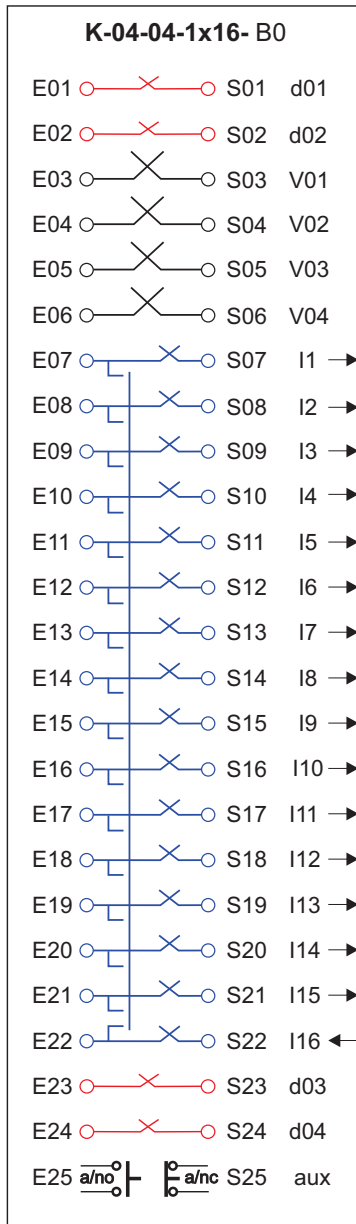 K-04-04-1x16- B0
E01 S01 d01
E02 S02 d02
E03 S03 V01
E04 S04 V02
E05 S05 V03
E06 S06 V04
E07 S07 I1
E08 S08 I2
E09 S09 I3
E10 S10 I4
E11 S11 I5
E12 S12 I6
E13 S13 I7
E14 S14 I8
E15 S15 I9
E16 S16 I10
E17 S17 I11
E18 S18 I12
E19 S19 I13
E20 S20 I14
E21 S21 I15
E22 S22 I16
E23 S23 d03
E24 S24 d04
E25 a/no a/nc S25 aux